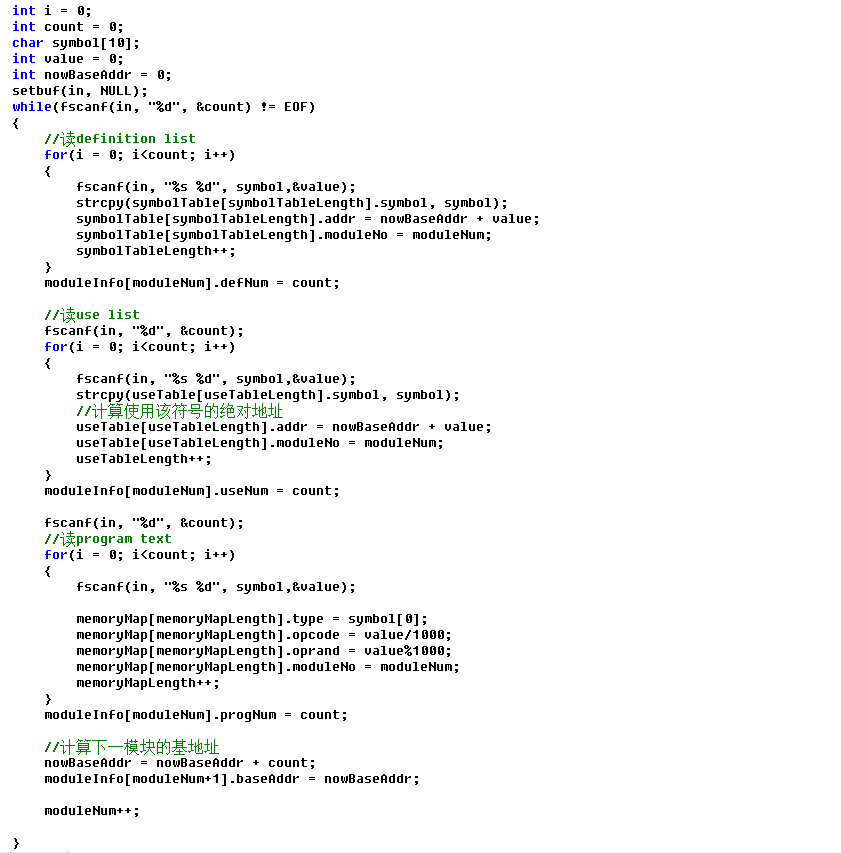 int i = 0;
int count = 0;
char symbol[10];
int value = 0;
int nowBaseAddr = 0;
setbuf(in, NULL);
while(fscanf(in, "%d", &count) != EOF)
{
    //读definition list
    for(i = 0; i<count; i++)
    {
        fscanf(in, "%s %d", symbol,&value);
        strcpy(symbolTable[symbolTableLength].symbol, symbol);
        symbolTable[symbolTableLength].addr = nowBaseAddr + value;
        symbolTable[symbolTableLength].moduleNo = moduleNum;
        symbolTableLength++;
    }
    moduleInfo[moduleNum].defNum = count;

    //读use list
    fscanf(in, "%d", &count);
    for(i = 0; i<count; i++)
    {
        fscanf(in, "%s %d", symbol,&value);
        strcpy(useTable[useTableLength].symbol, symbol);
        //计算使用该符号的绝对地址
        useTable[useTableLength].addr = nowBaseAddr + value;
        useTable[useTableLength].moduleNo = moduleNum;
        useTableLength++;
    }
    moduleInfo[moduleNum].useNum = count;

    fscanf(in, "%d", &count);
    //读program text
    for(i = 0; i<count; i++)
    {
        fscanf(in, "%s %d", symbol,&value);

        memoryMap[memoryMapLength].type = symbol[0];
        memoryMap[memoryMapLength].opcode = value/1000;
        memoryMap[memoryMapLength].oprand = value%1000;
        memoryMap[memoryMapLength].moduleNo = moduleNum;
        memoryMapLength++;
    }
    moduleInfo[moduleNum].progNum = count;

    //计算下一模块的基地址
    nowBaseAddr = nowBaseAddr + count;
    moduleInfo[moduleNum+1].baseAddr = nowBaseAddr;

    moduleNum++;

}